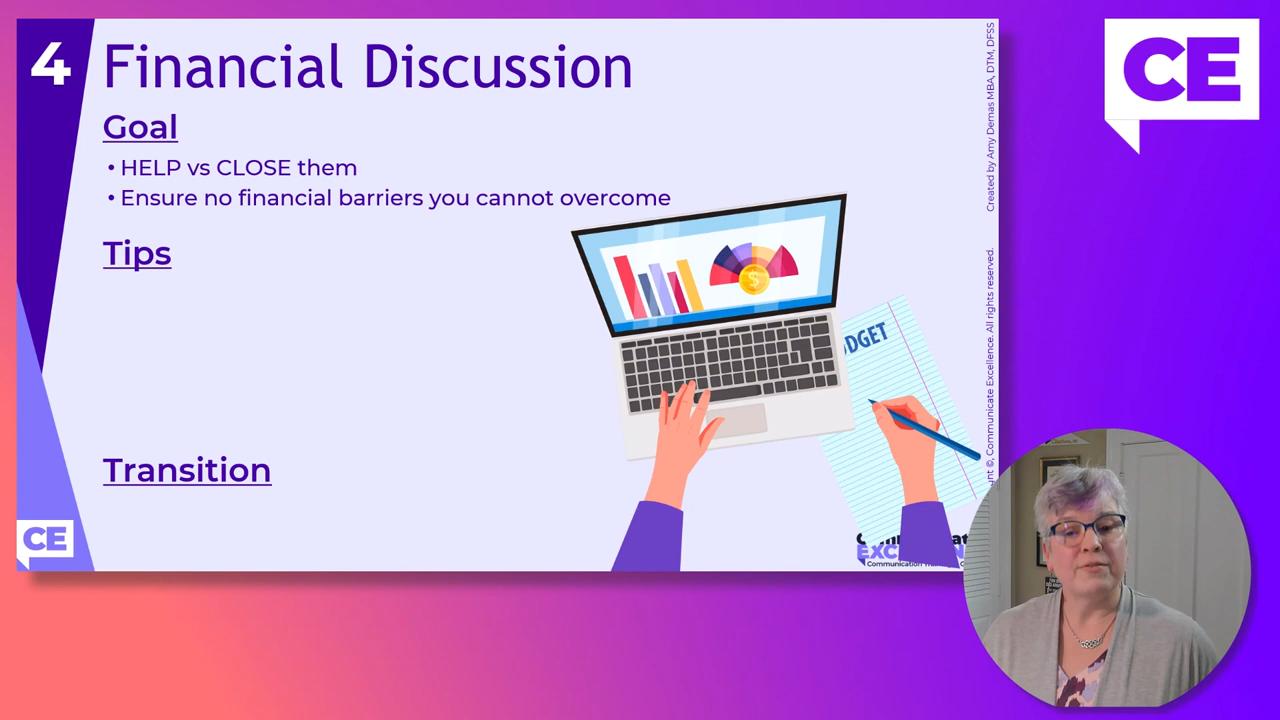 4
Financial Discussion
Goal
• HELP vs CLOSE them
• Ensure no financial barriers you cannot overcome
Tips
Transition
Created by Amy Demas MBA, DTM, DFSS
©, Communicate Excellence. All rights reserved.
DGET
$
CE
CE